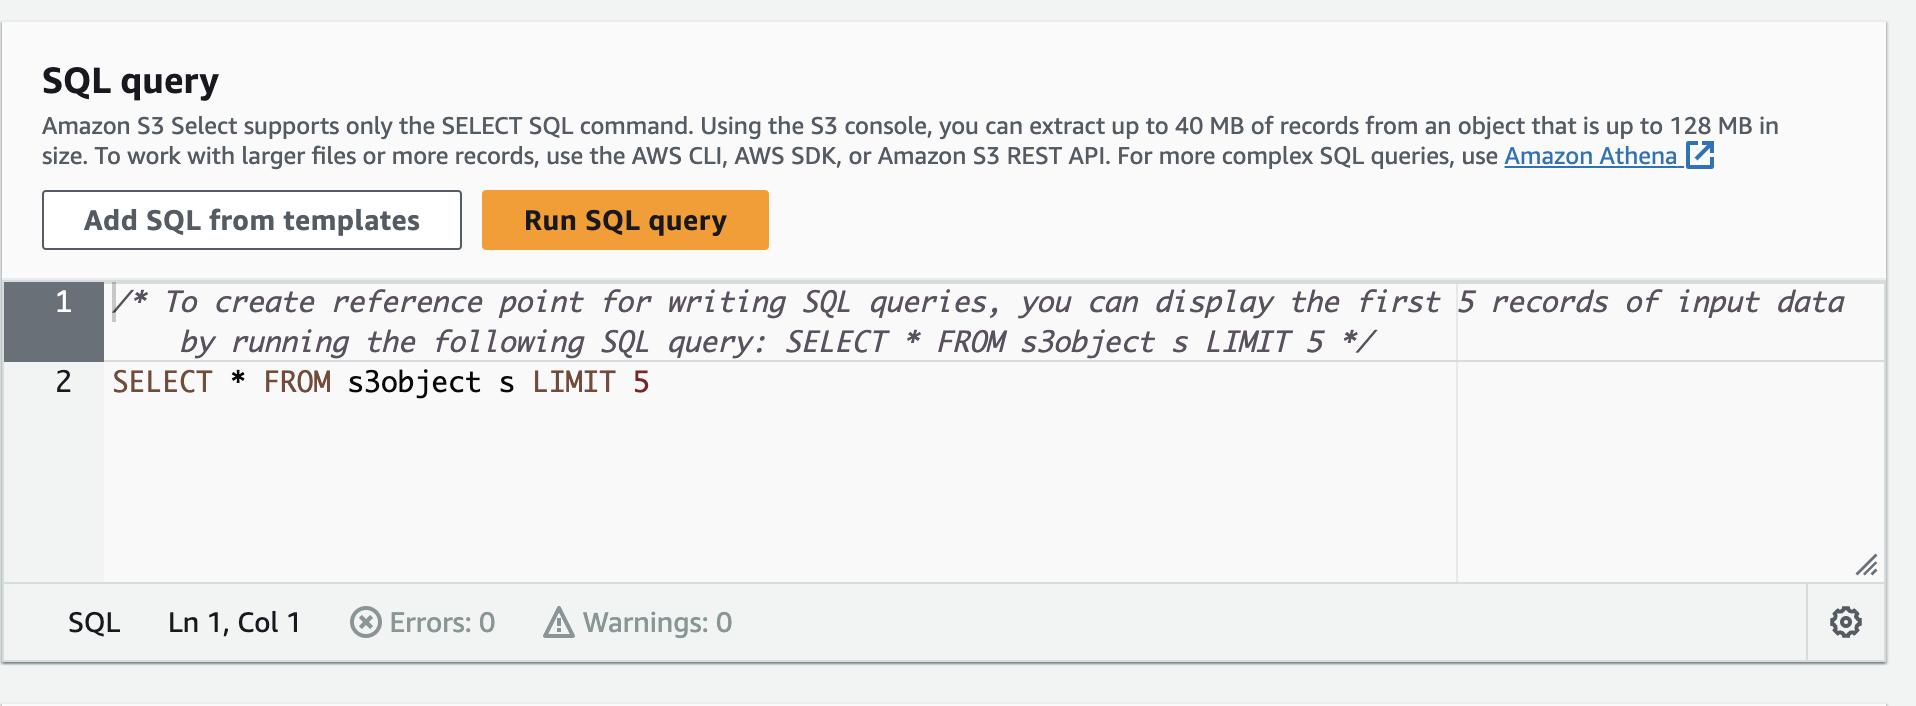 SQL query
Amazon S3 Select supports only the SELECT SQL command. Using the S3 console, you can extract up to 40 MB of records from an object that is up to 128 MB in
size. To work with larger files or more records, use the AWS CLI, AWS SDK, or Amazon S3 REST API. For more complex SQL queries, use Amazon Athena
Add SQL from templates Run SQL query
1 /* To create reference point for writing SQL queries, you can display the first 5 records of input data
by running the following SQL query: SELECT * FROM s3object s LIMIT 5 */
2 SELECT * FROM s3object s LIMIT 5
SQL Ln 1, Col 1 Errors: 0 Warnings: 0